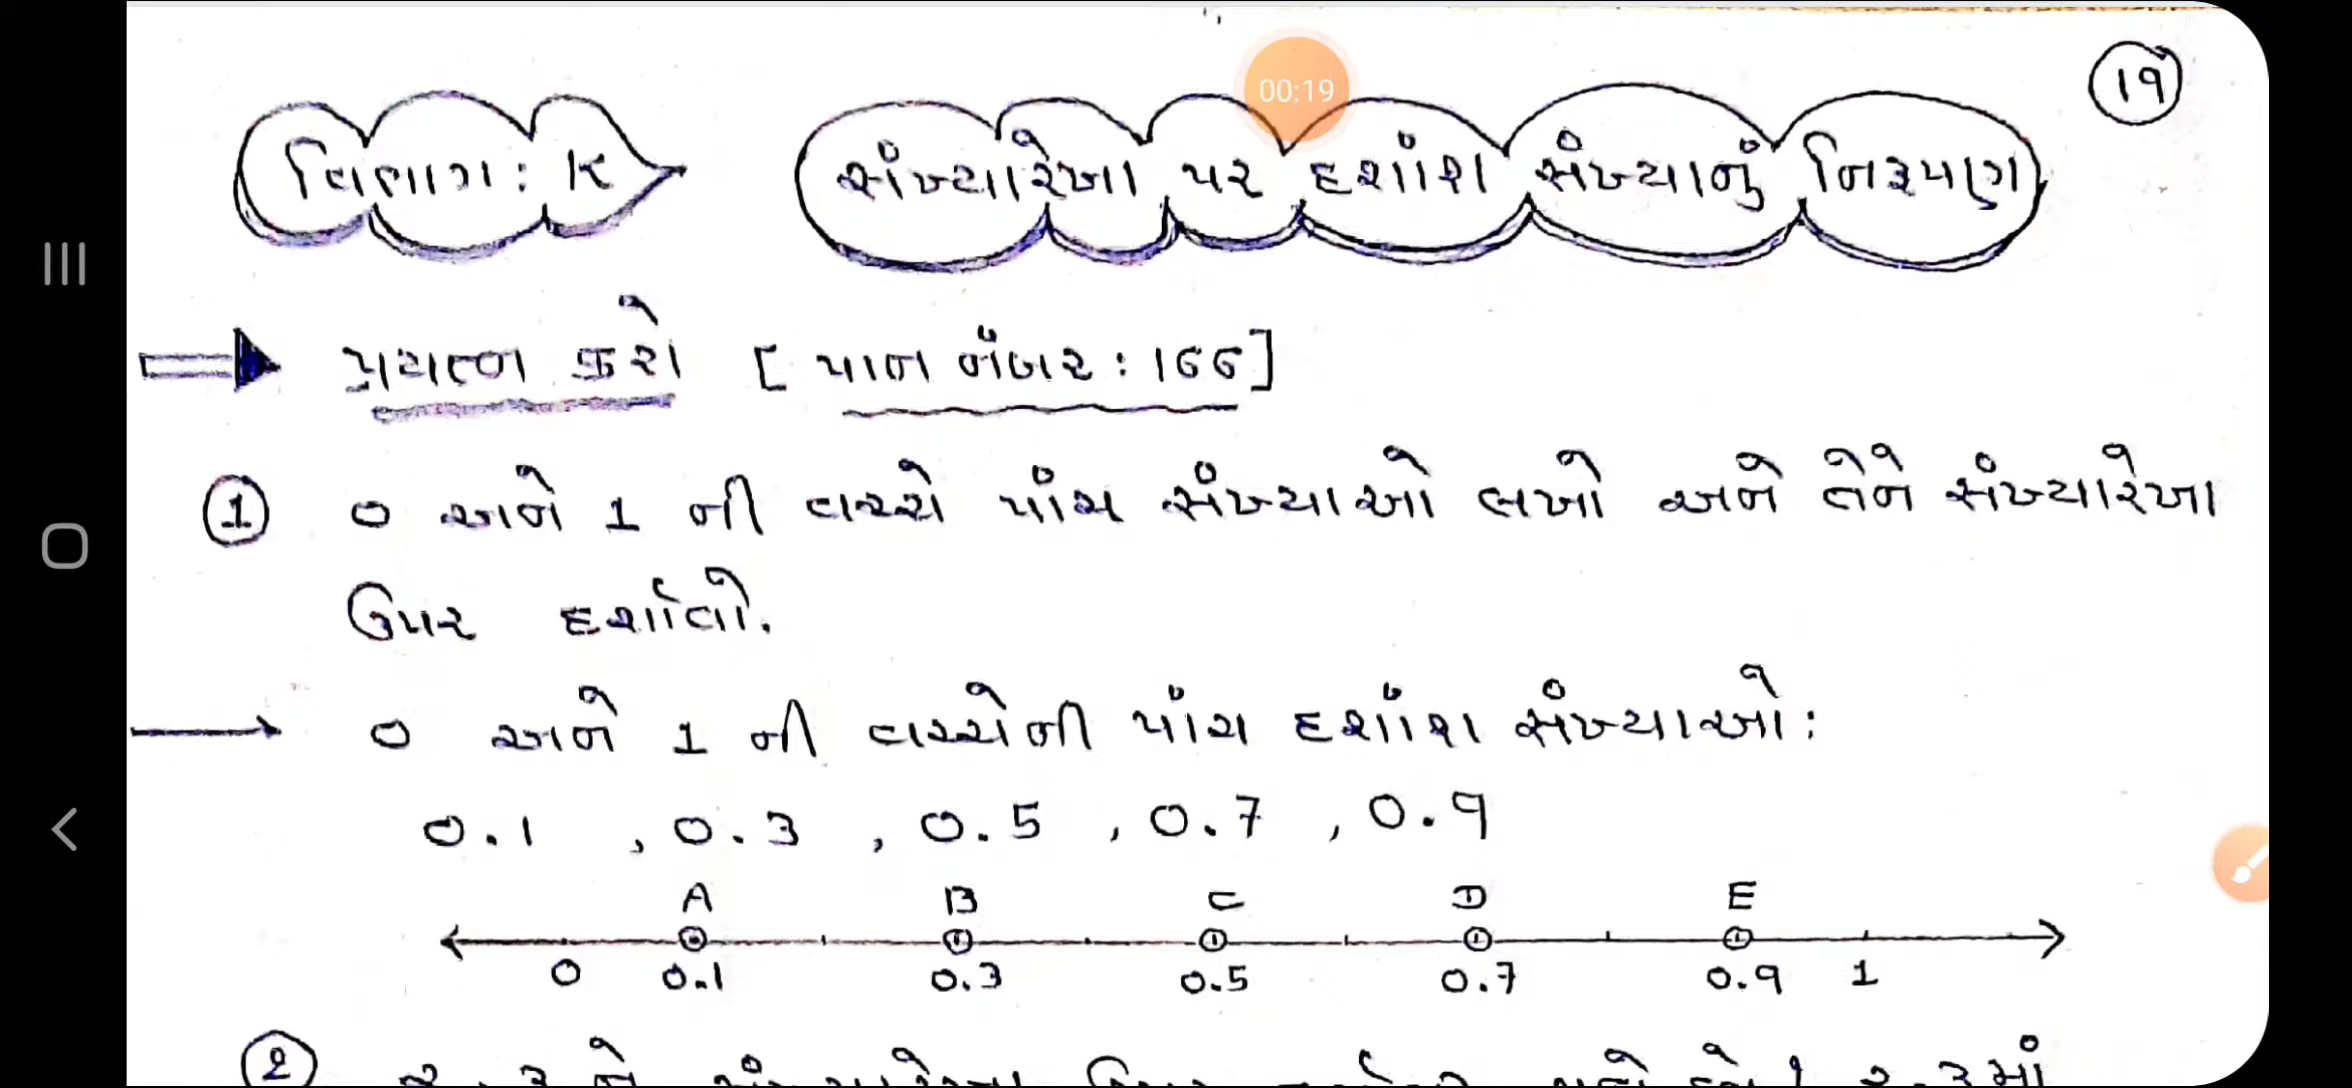 00:19
19
વિભાગ : K સંખ્યારેખા પર દશાંશ સંખ્યાનું નિરૂપણ
પ્રયત્ન કરો [ પાન નંબર : 166 ]
① 0 અને 1 ની વચ્ચે પાંચ સંખ્યાઓ લખો અને તેને સંખ્યારેખા
ઉપર દર્શાવો.
→ 0 અને 1 ની વચ્ચેની પાંચ દશાંશ સંખ્યાઓ :
0.1 , 0.3 , 0.5 , 0.7 , 0.9
A B C D E
0 0.1 0.3 0.5 0.7 0.9 1
②